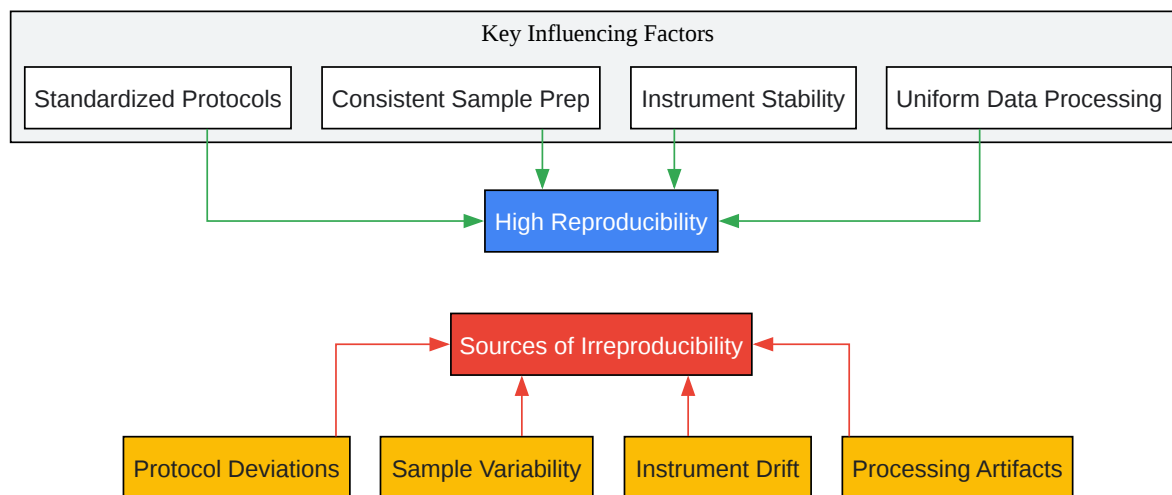 Key Influencing Factors
Standardized Protocols
Consistent Sample Prep
Instrument Stability
Uniform Data Processing
High Reproducibility
Sources of Irreproducibility
Protocol Deviations
Sample Variability
Instrument Drift
Processing Artifacts